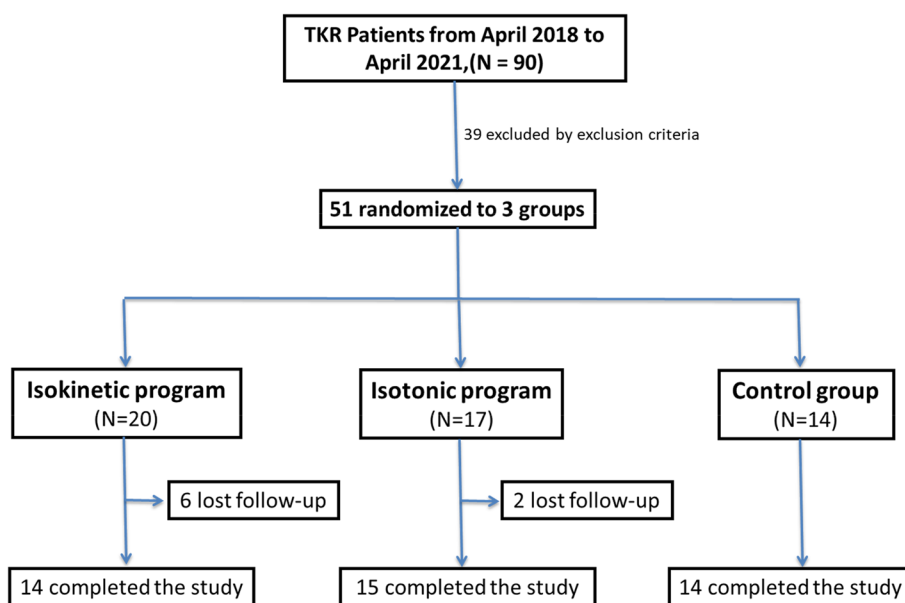 TKR Patients from April 2018 to
April 2021,(N = 90)
39 excluded by exclusion criteria
51 randomized to 3 groups
Isokinetic program
(N=20)
Isotonic program
(N=17)
Control group
(N=14)
6 lost follow-up
2 lost follow-up
14 completed the study
15 completed the study
14 completed the study